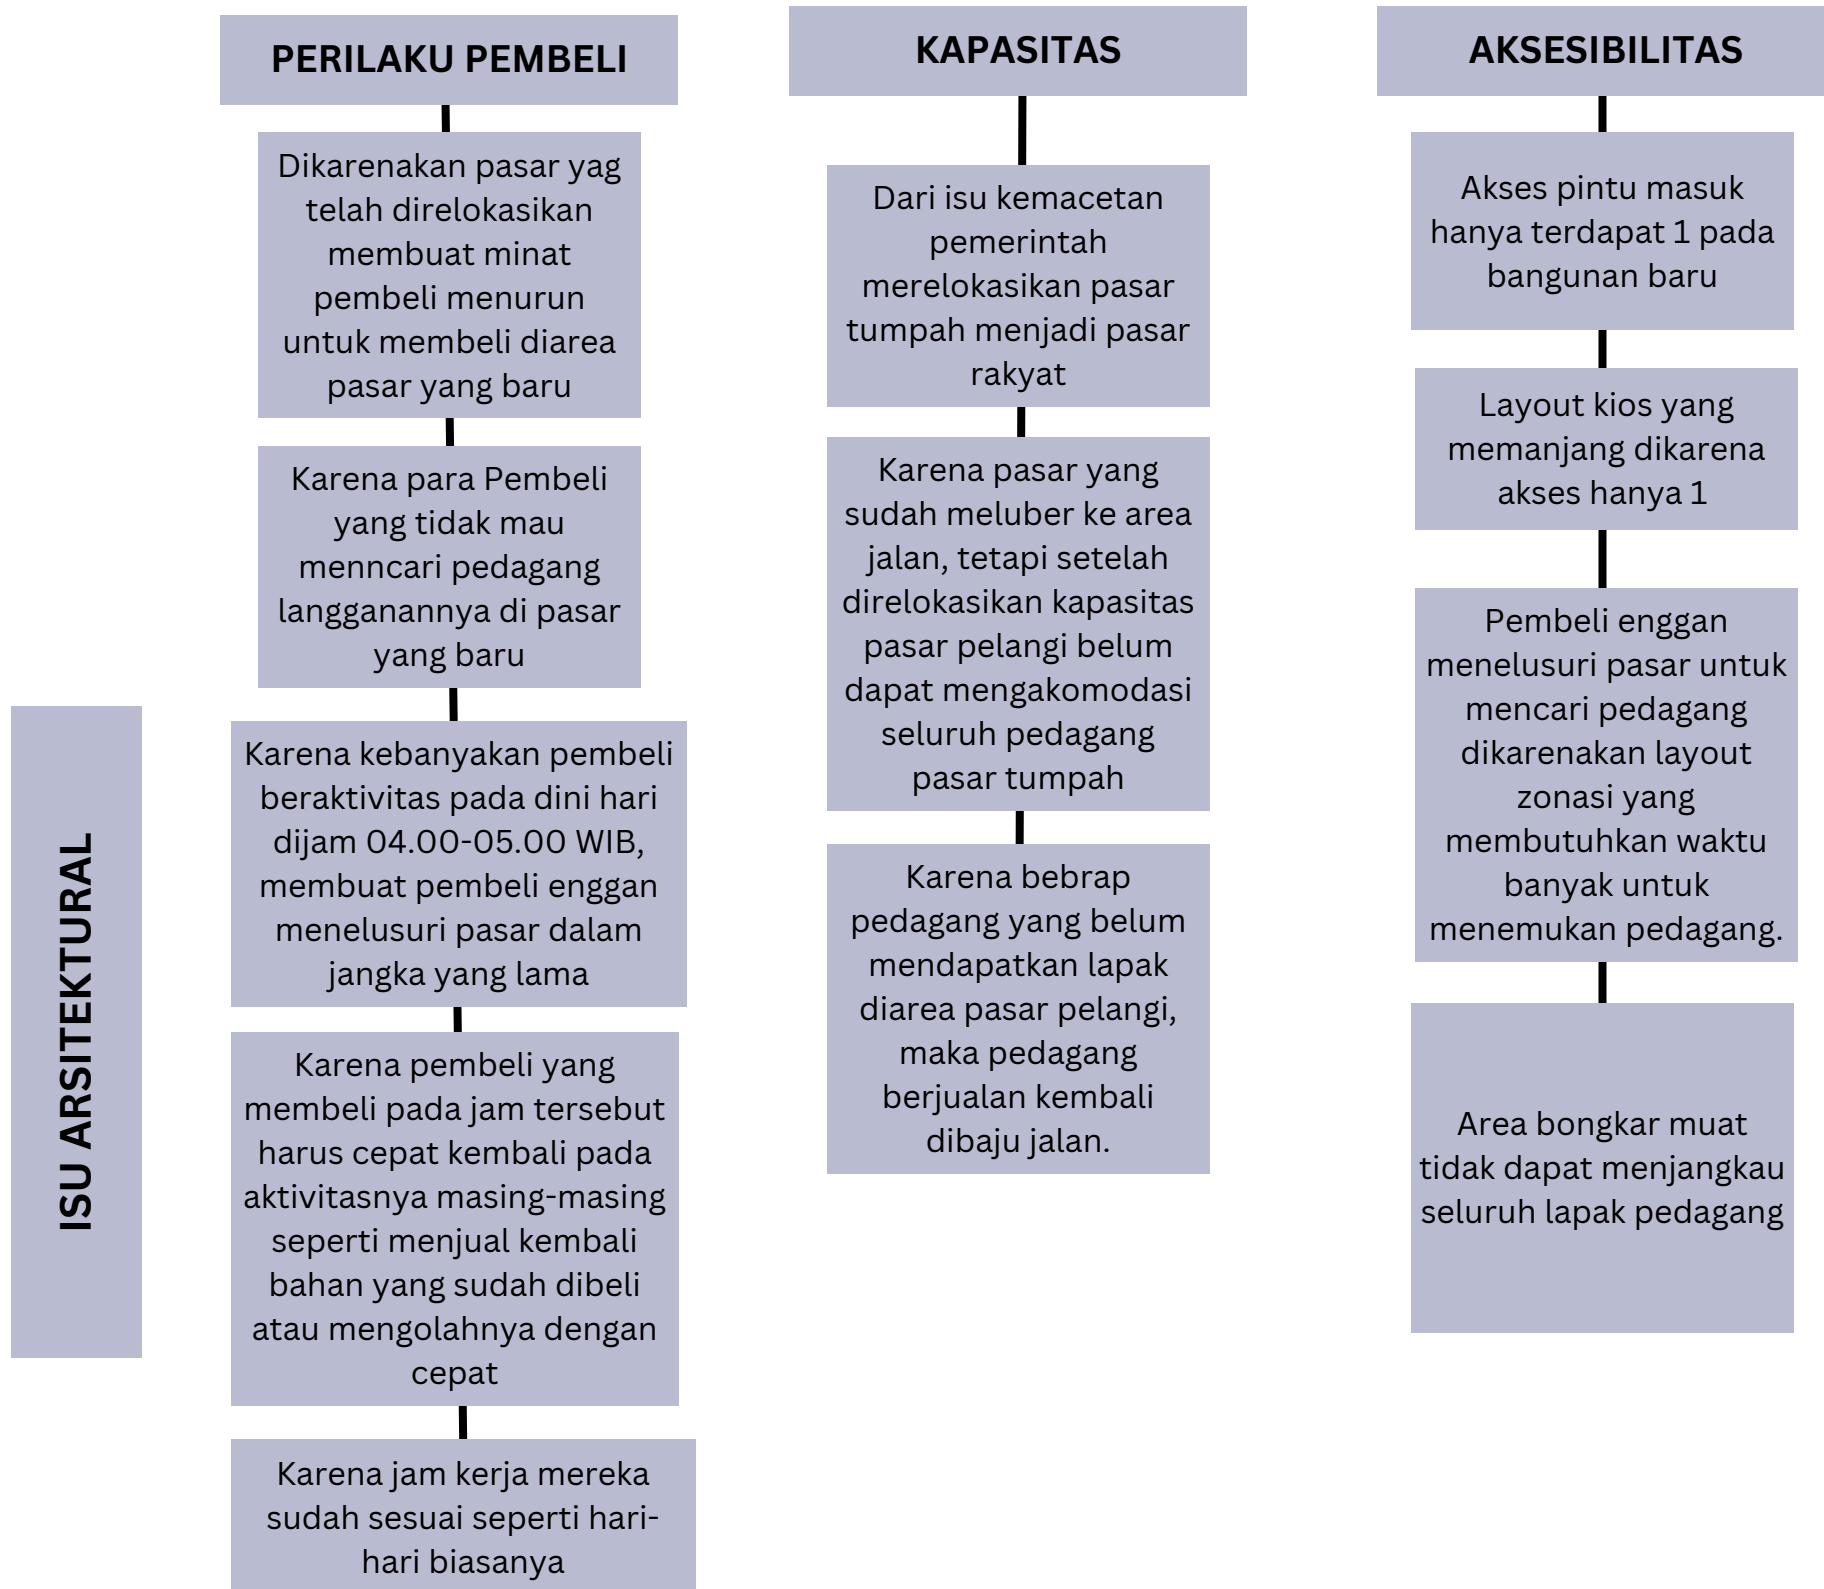 ISU ARSITEKTURAL
PERILAKU PEMBELI
Dikarenakan pasar yag
telah direlokasikan
membuat minat
pembeli menurun
untuk membeli diarea
pasar yang baru
Karena para Pembeli
yang tidak mau
menncari pedagang
langganannya di pasar
yang baru
Karena kebanyakan pembeli
beraktivitas pada dini hari
dijam 04.00-05.00 WIB,
membuat pembeli enggan
menelusuri pasar dalam
jangka yang lama
Karena pembeli yang
membeli pada jam tersebut
harus cepat kembali pada
aktivitasnya masing-masing
seperti menjual kembali
bahan yang sudah dibeli
atau mengolahnya dengan
cepat
Karena jam kerja mereka
sudah sesuai seperti hari-
hari biasanya
KAPASITAS
Dari isu kemacetan
pemerintah
merelokasikan pasar
tumpah menjadi pasar
rakyat
Karena pasar yang
sudah meluber ke area
jalan, tetapi setelah
direlokasikan kapasitas
pasar pelangi belum
dapat mengakomodasi
seluruh pedagang
pasar tumpah
Karena bebrap
pedagang yang belum
mendapatkan lapak
diarea pasar pelangi,
maka pedagang
berjualan kembali
dibaju jalan.
AKSESIBILITAS
Akses pintu masuk
hanya terdapat 1 pada
bangunan baru
Layout kios yang
memanjang dikarena
akses hanya 1
Pembeli enggan
menelusuri pasar untuk
mencari pedagang
dikarenakan layout
zonasi yang
membutuhkan waktu
banyak untuk
menemukan pedagang.
Area bongkar muat
tidak dapat menjangkau
seluruh lapak pedagang